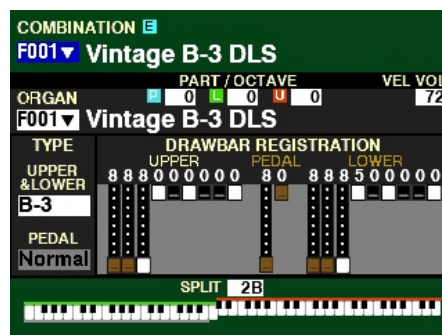 COMBINATION E
F001▼ Vintage B-3 DLS
PART / OCTAVE VEL VOL
ORGAN P 0 L 0 U 0 72
F001▼ Vintage B-3 DLS
TYPE DRAWBAR REGISTRATION
UPPER PEDAL LOWER
UPPER 888000000 80 888500000
&LOWER
B-3
PEDAL
Normal
SPLIT 2B